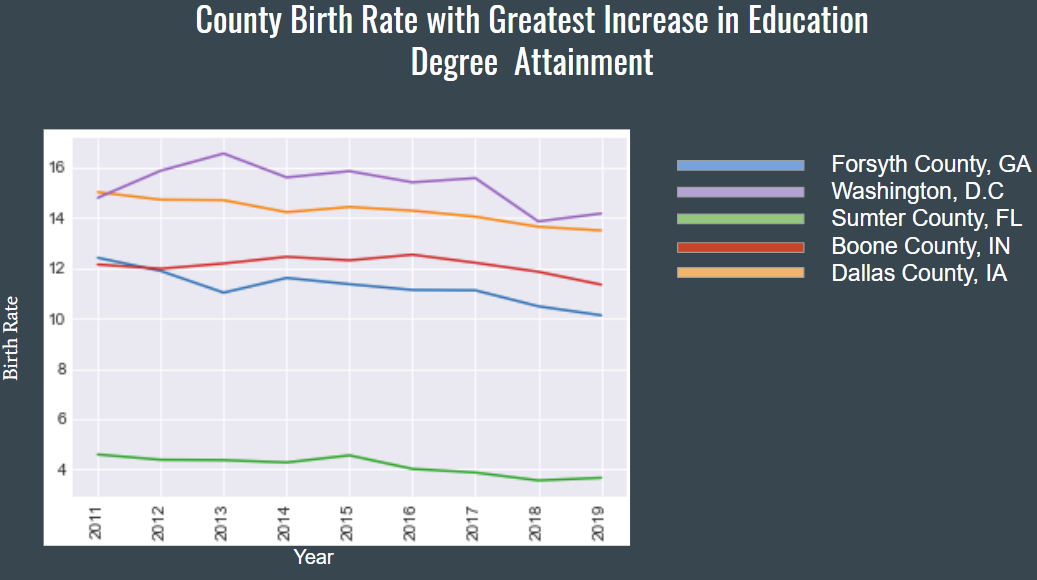 County Birth Rate with Greatest Increase in Education
Degree  Attainment
16
14
12
10
8
6
4
Birth Rate
2011
2012
2013
2014
2015
2016
2017
2018
2019
Year
Forsyth County, GA
Washington, D.C
Sumter County, FL
Boone County, IN
Dallas County, IA